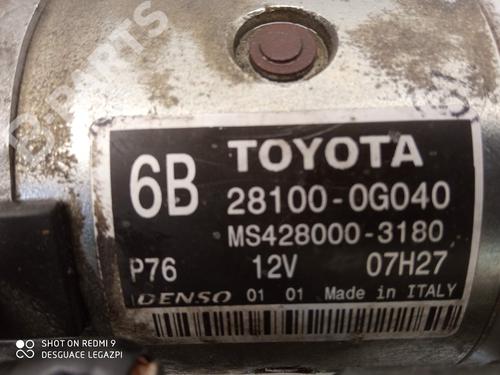 6B TOYOTA
28100-0G040
MS428000-3180
P76 12V 07H27
DENSO 01 01 Made in ITALY
SHOT ON REDMI 9
DESGUACE LEGAZPI
PARTS